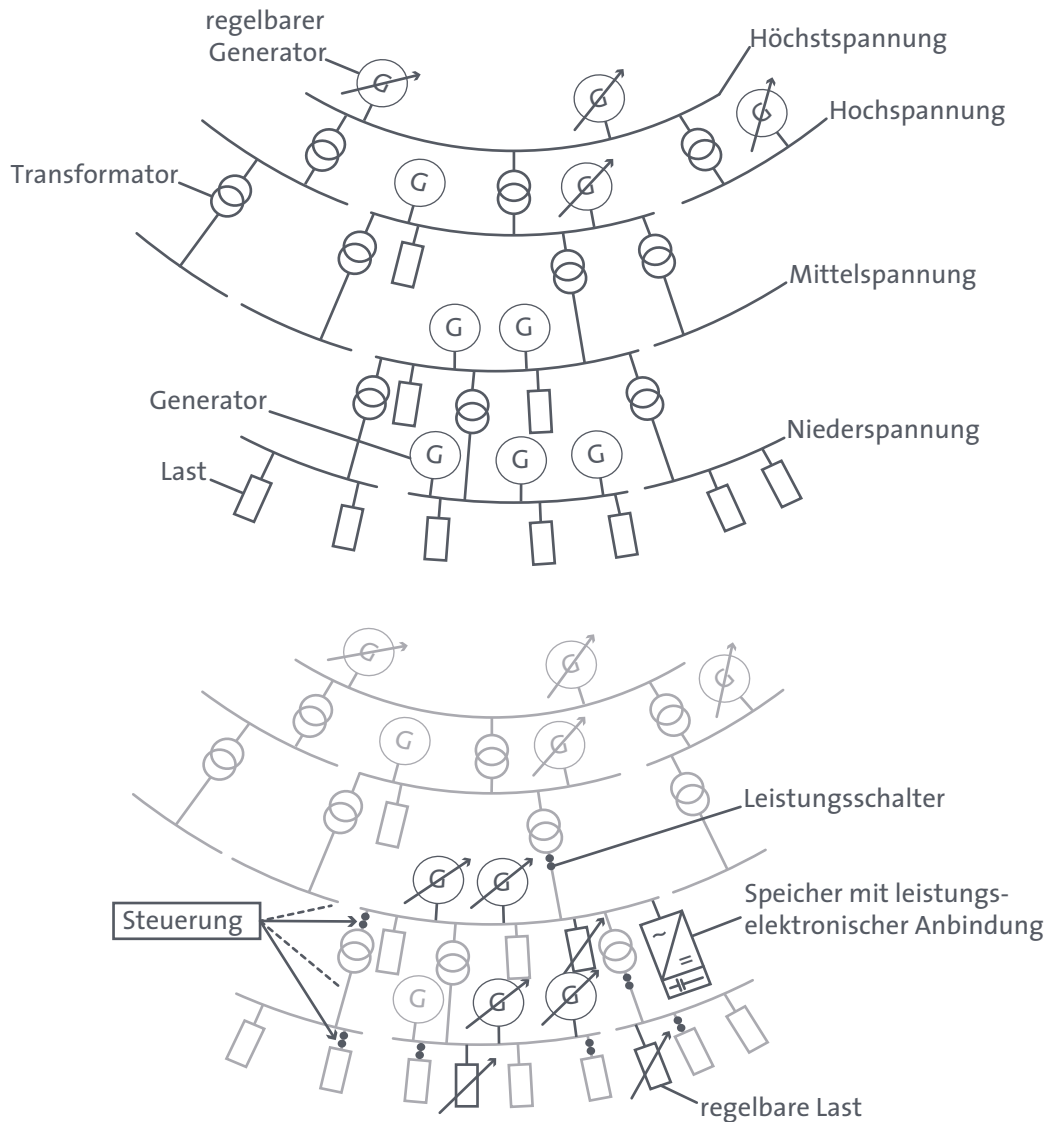 regelbarer
Generator
Höchstspannung
G
G
G
Hochspannung
Transformator
G
G
Mittelspannung
G
G
Generator
Niederspannung
G
G
G
Last
G
G
G
G
G
Leistungsschalter
G
G
Speicher mit leistungs-
elektronischer Anbindung
Steuerung
~
=
G
G
G
regelbare Last